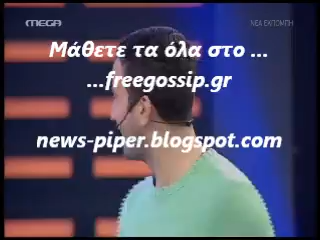 MEGA
ΝΕΑ ΕΚΠΟΜΠΗ
Μάθετε τα όλα στο ...
...freegossip.gr
news-piper.blogspot.com